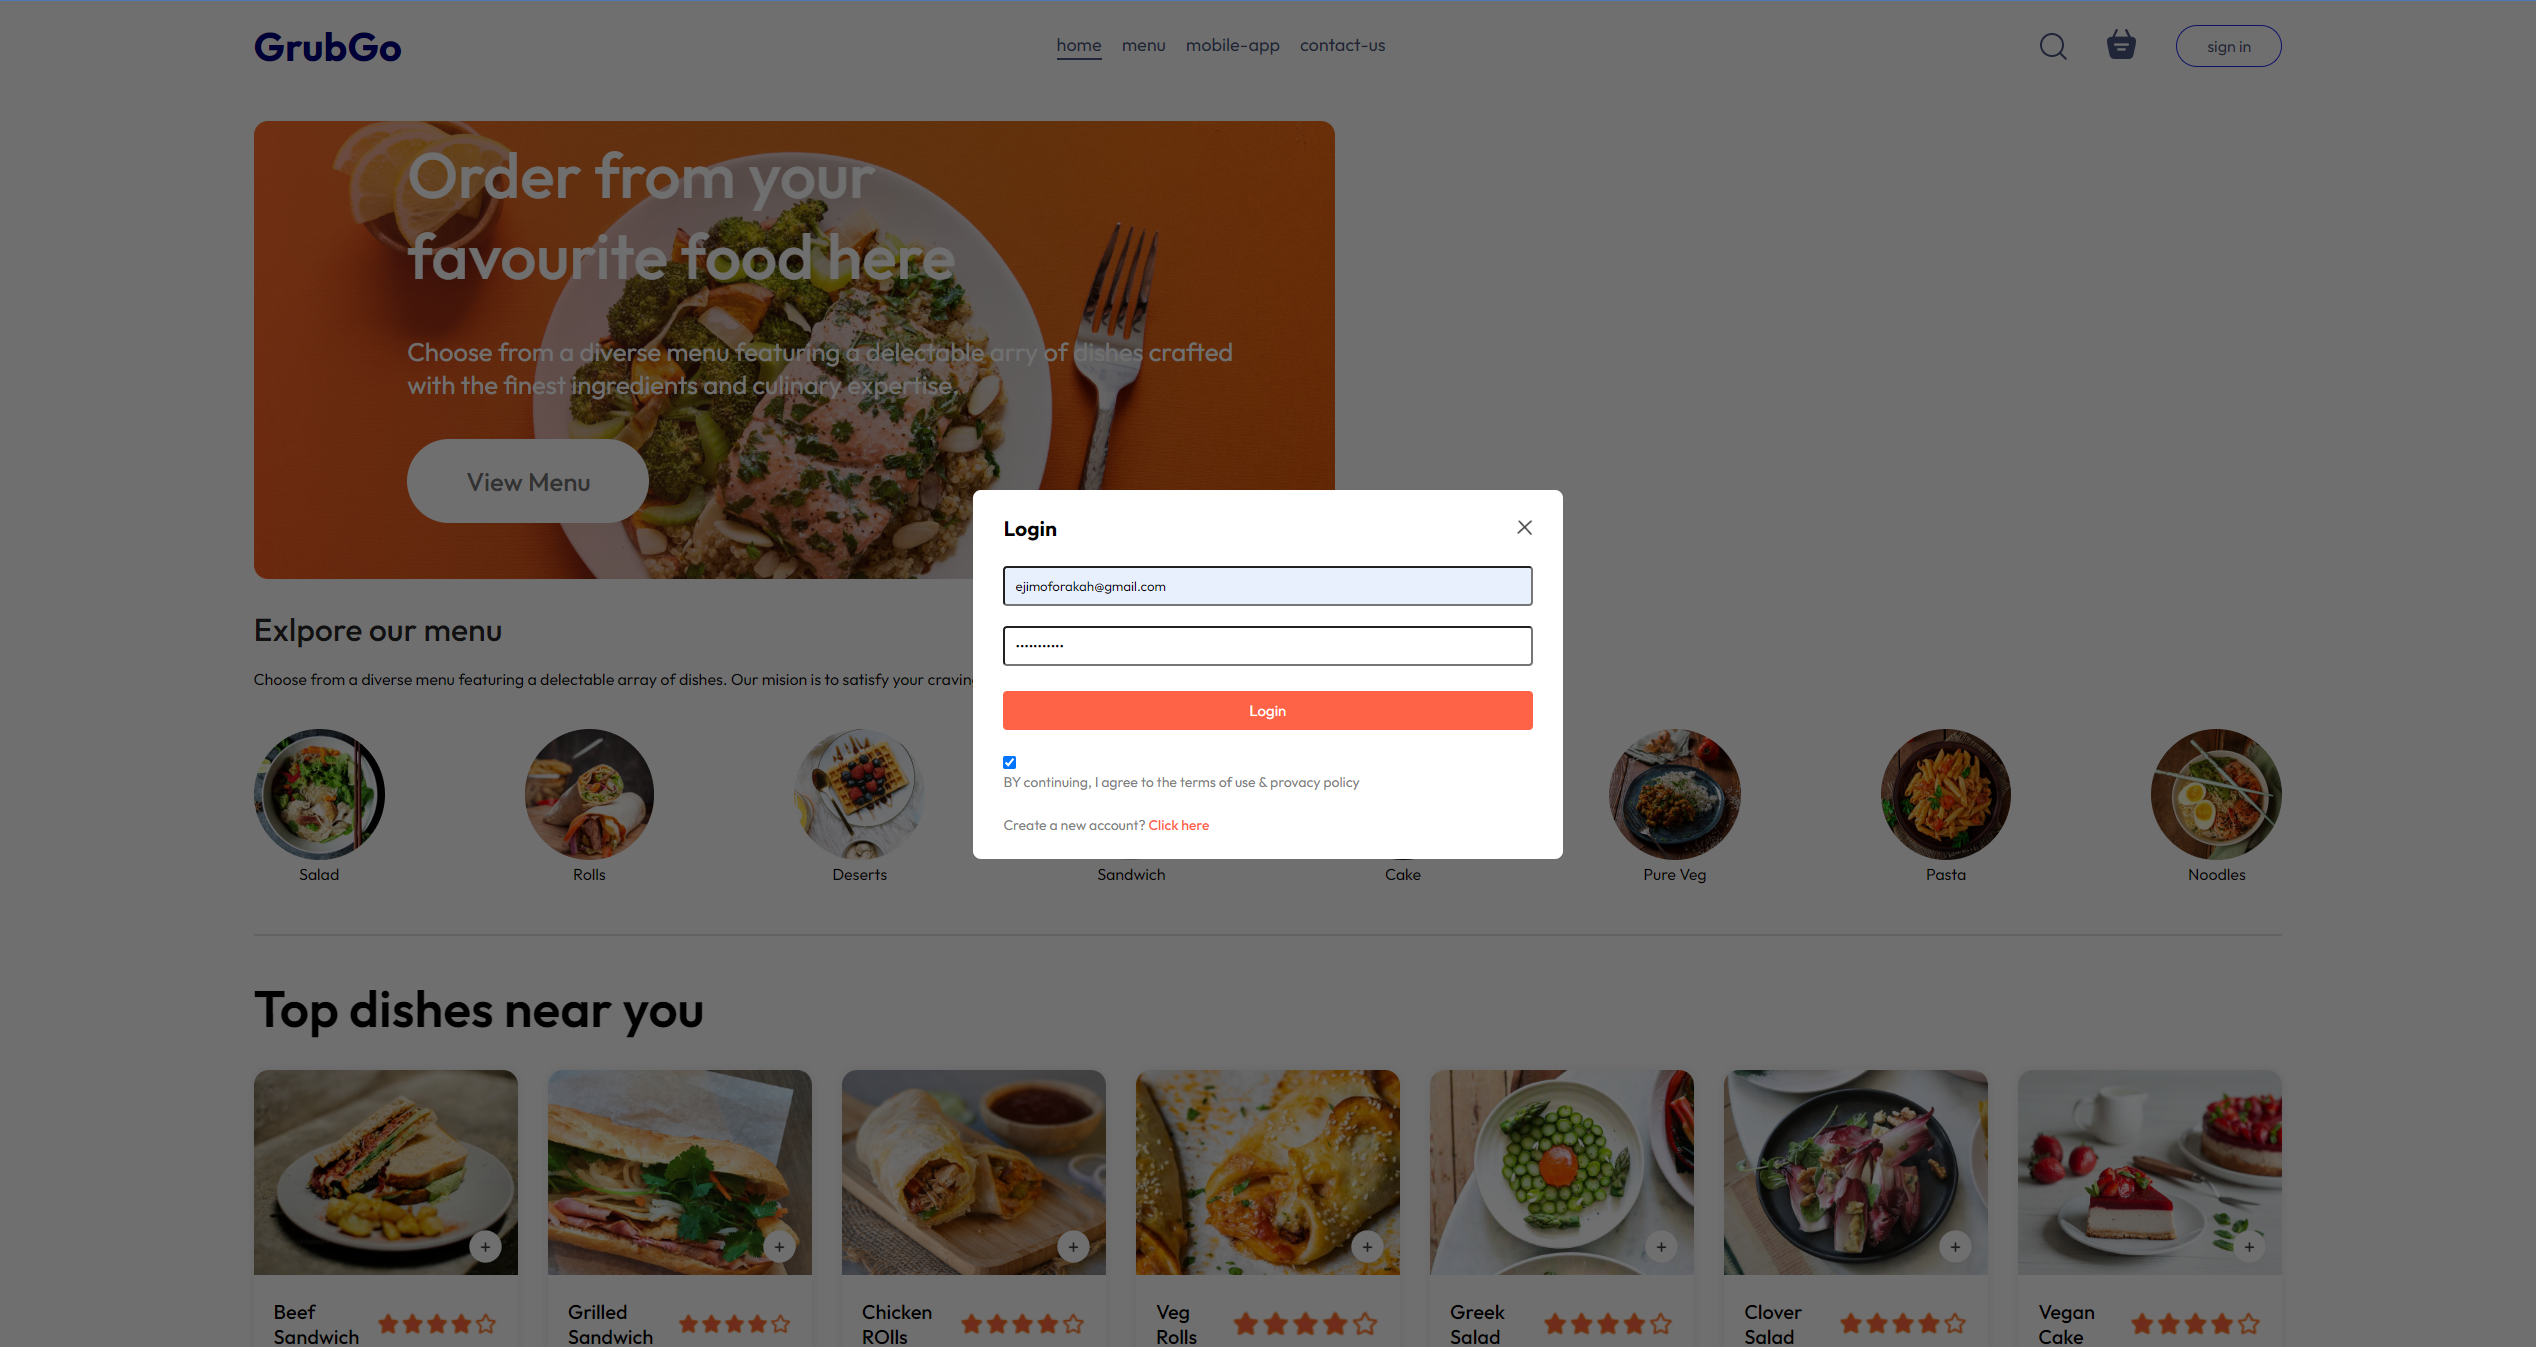 GrubGo
home menu mobile-app contact-us
sign in
Order from your
favourite food here
Choose from a diverse menu featuring a delectable arry of dishes crafted
with the finest ingredients and culinary expertise.
View Menu
Login
ejimoforakah@gmail.com
Login
BY continuing, I agree to the terms of use & provacy policy
Create a new account? Click here
Exlpore our menu
Choose from a diverse menu featuring a delectable array of dishes. Our mision is to satisfy your
Salad
Rolls
Deserts
Sandwich
Cake
Pure Veg
Pasta
Noodles
Top dishes near you
Beef
Sandwich
Grilled
Sandwich
Chicken
ROlls
Veg
Rolls
Greek
Salad
Clover
Salad
Vegan
Cake